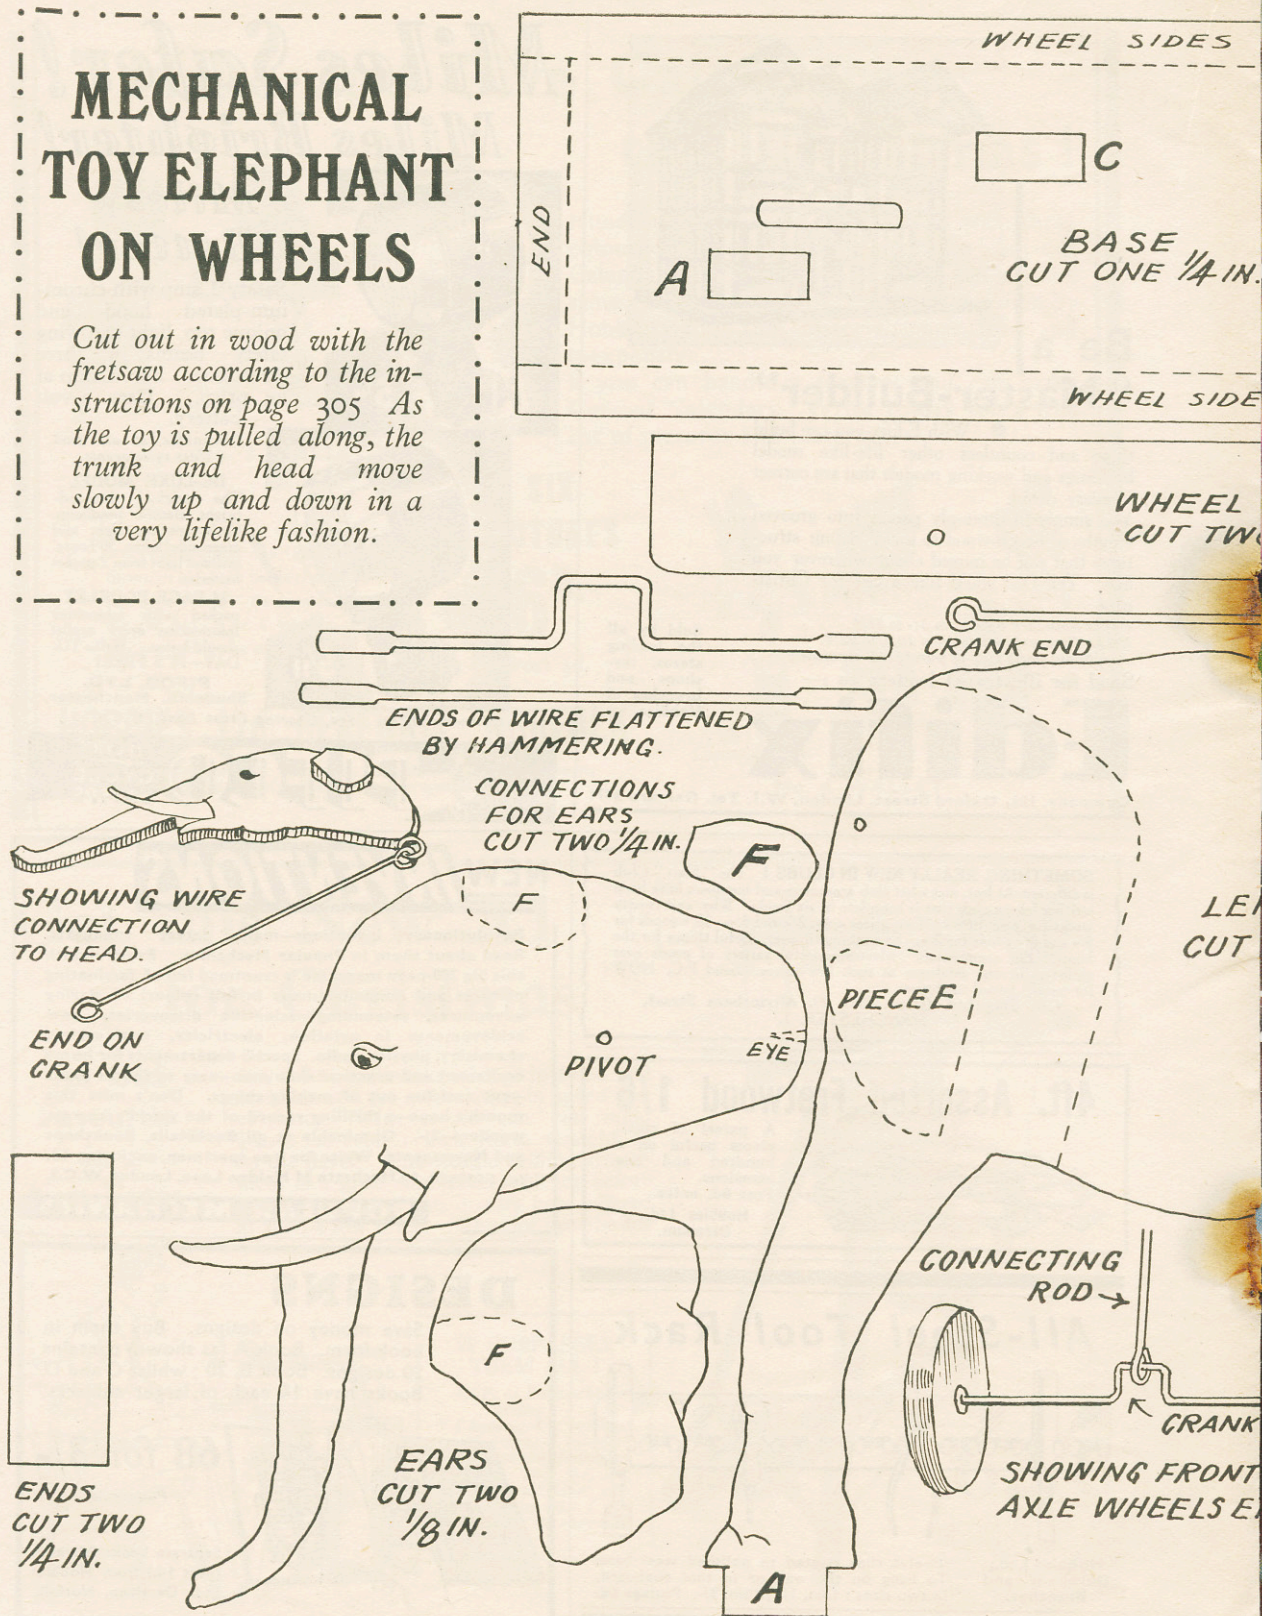 MECHANICAL
TOY ELEPHANT
ON WHEELS
Cut out in wood with the
fretsaw according to the in-
structions on page 305 As
the toy is pulled along, the
trunk and head move
slowly up and down in a
very lifelike fashion.
WHEEL SIDES
END
C
A
BASE
CUT ONE 1/4 IN.
WHEEL SIDE
WHEEL
CUT TWO
CRANK END
ENDS OF WIRE FLATTENED
BY HAMMERING.
CONNECTIONS
FOR EARS
CUT TWO 1/4 IN.
F
SHOWING WIRE
CONNECTION
TO HEAD.
END ON
CRANK
F
PIVOT
EYE
PIECE E
CUT
CONNECTING
ROD
CRANK
SHOWING FRONT
AXLE WHEELS
F
EARS
CUT TWO
1/8 IN.
ENDS
CUT TWO
1/4 IN.
A